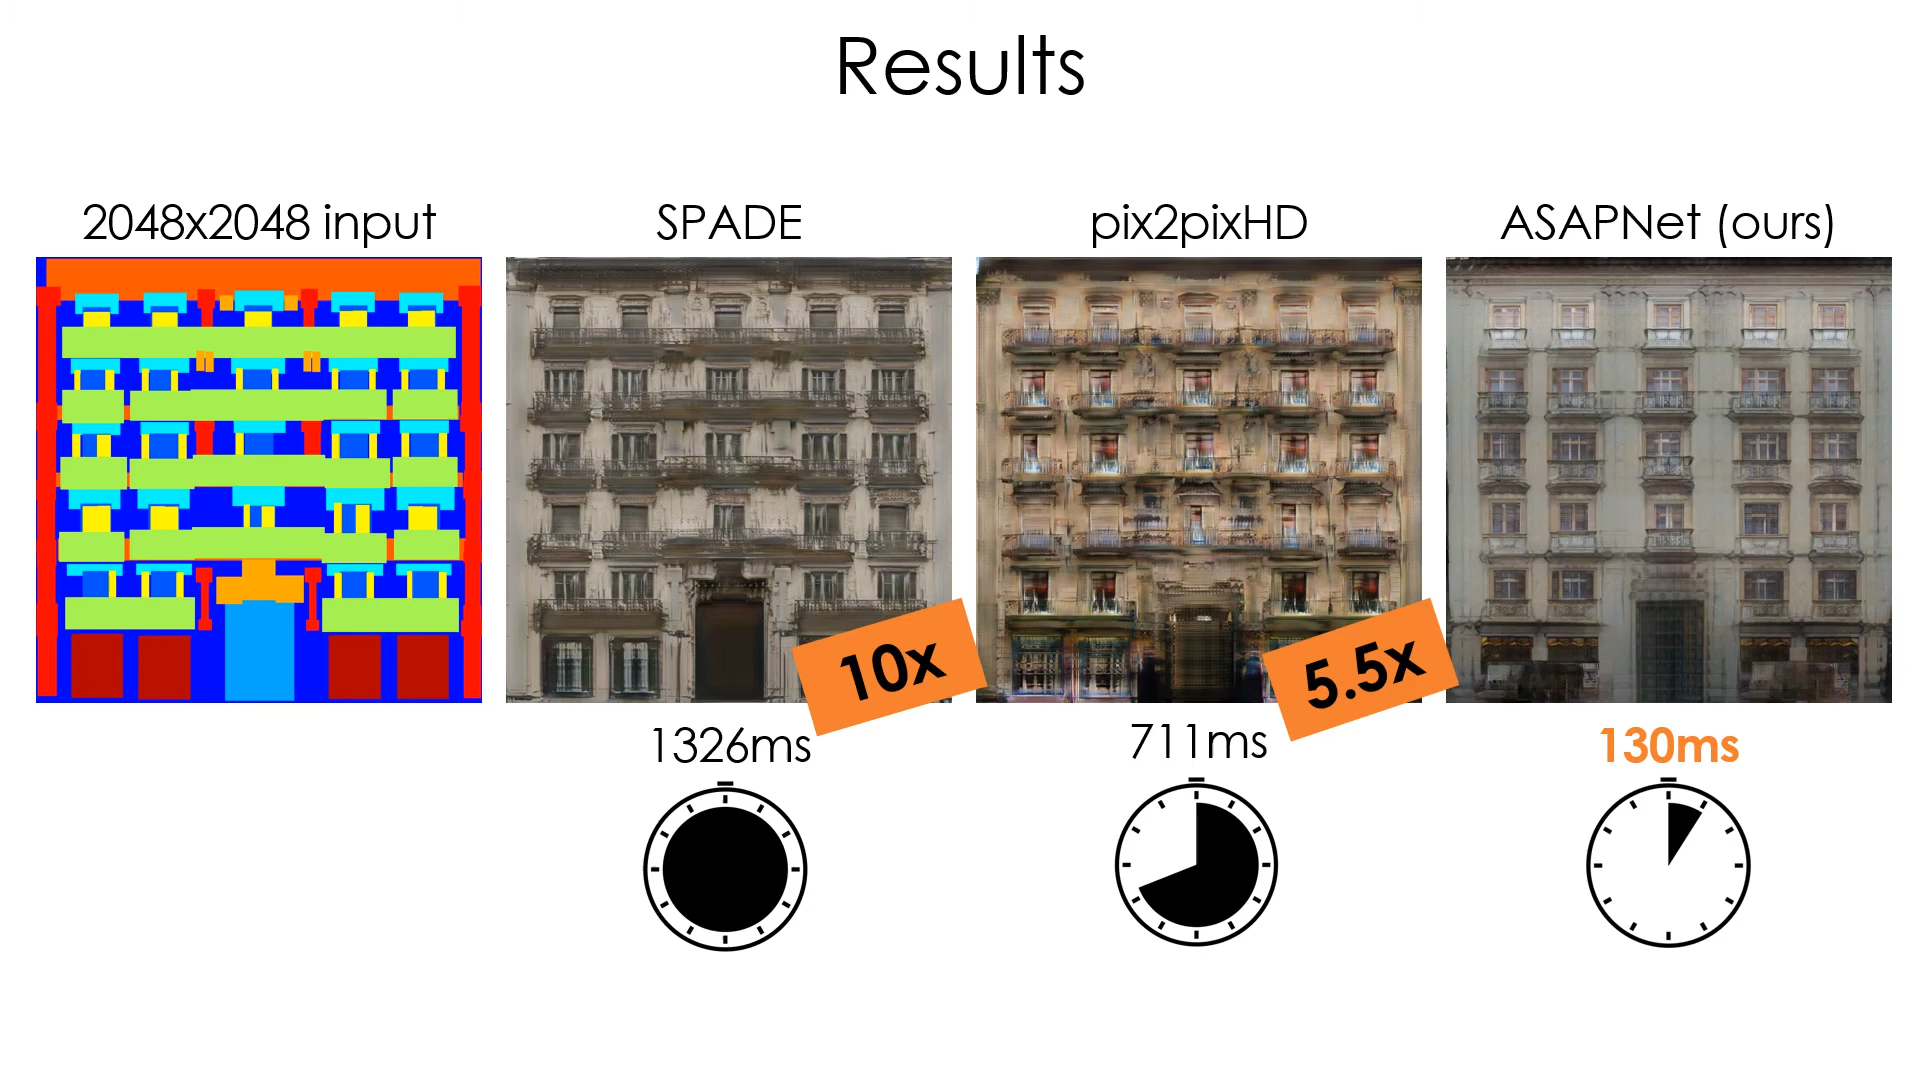 Results
2048x2048 input
SPADE
pix2pixHD
ASAPNet (ours)
10x
5.5x
1326ms
711ms
130ms